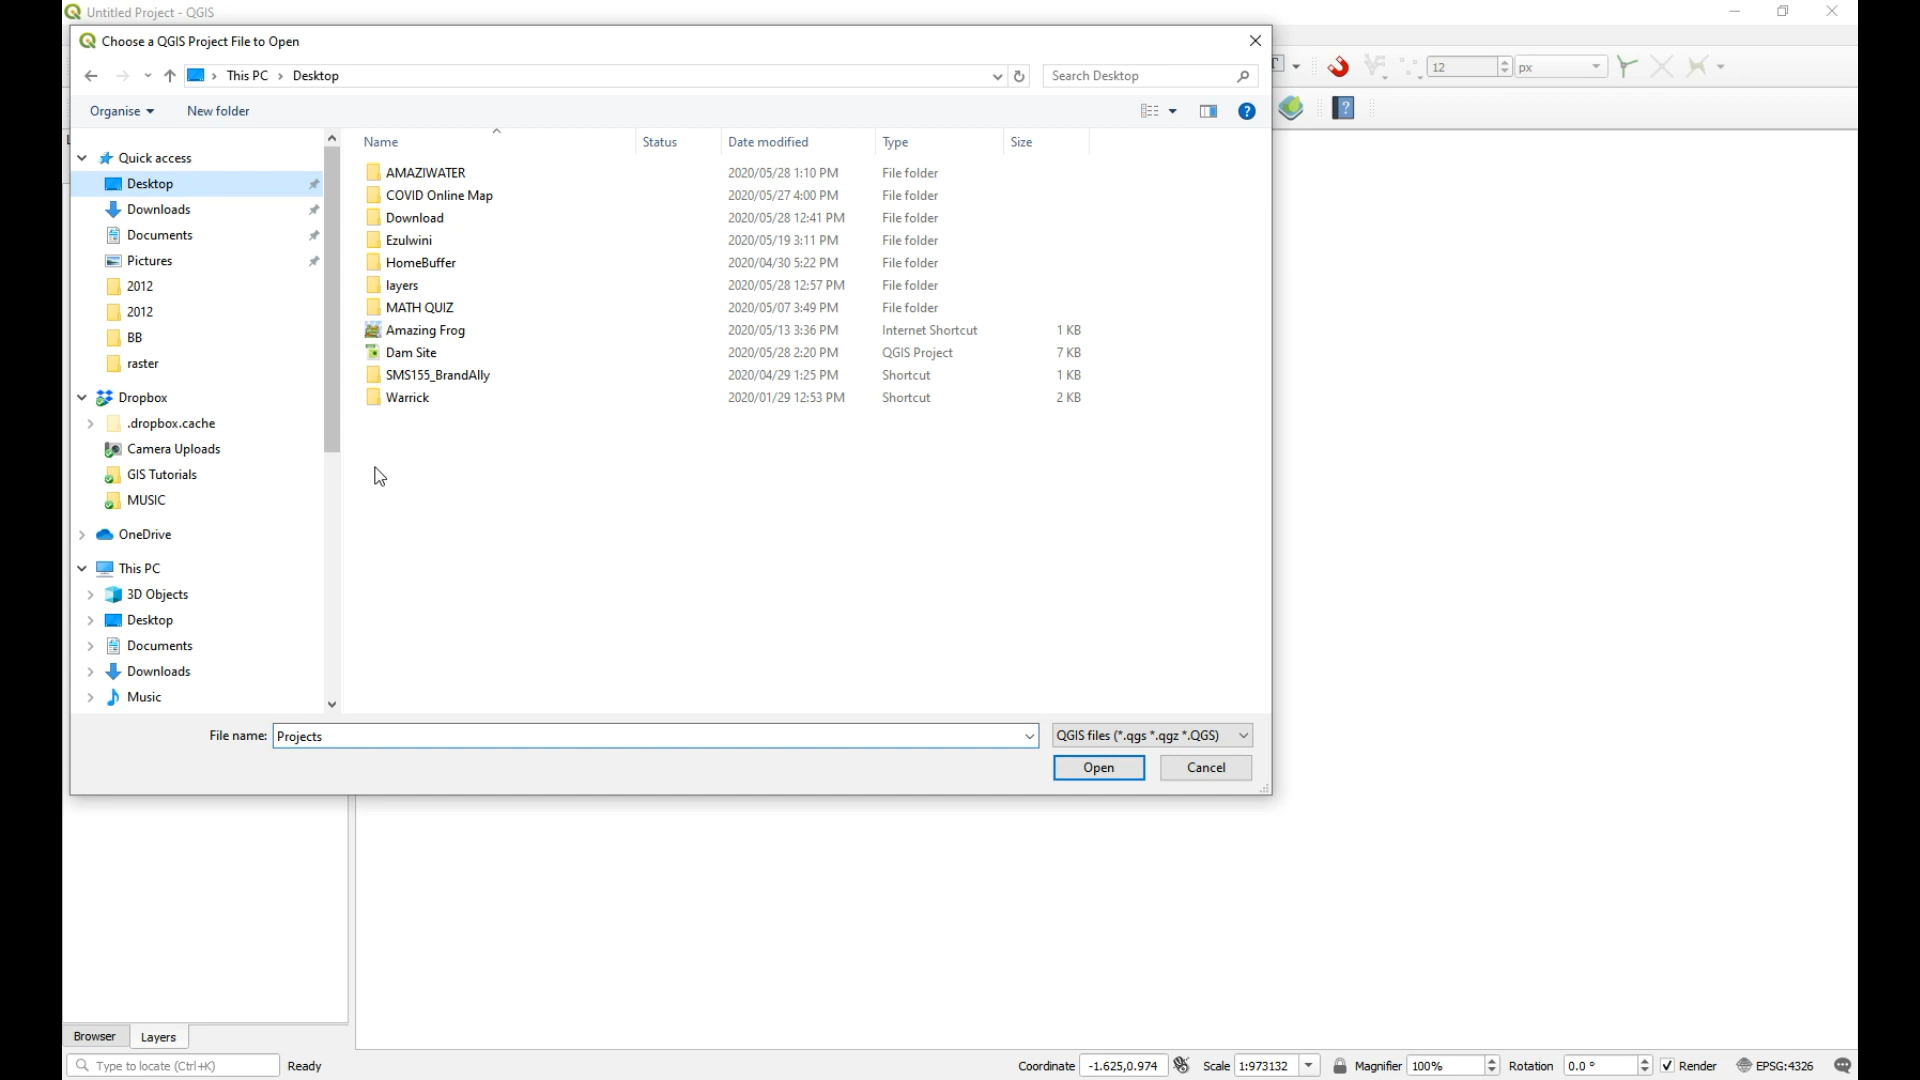 Untitled Project - QGIS
Choose a QGIS Project File to Open
This PC > Desktop
Search Desktop
12 px
Organise
New folder
Name Status Date modified Type Size
Quick access
Desktop
Downloads
Documents
Pictures
2012
2012
BB
raster
Dropbox
.dropbox.cache
Camera Uploads
GIS Tutorials
MUSIC
OneDrive
This PC
3D Objects
Desktop
Documents
Downloads
Music
AMAZIWATER 2020/05/28 1:10 PM File folder
COVID Online Map 2020/05/27 4:00 PM File folder
Download 2020/05/28 12:41 PM File folder
Ezulwini 2020/05/19 3:11 PM File folder
HomeBuffer 2020/04/30 5:22 PM File folder
layers 2020/05/28 12:57 PM File folder
MATH QUIZ 2020/05/07 3:49 PM File folder
Amazing Frog 2020/05/13 3:36 PM Internet Shortcut 1 KB
Dam Site 2020/05/28 2:20 PM QGIS Project 7 KB
SMS155_BrandAlly 2020/04/29 1:25 PM Shortcut 1 KB
Warrick 2020/01/29 12:53 PM Shortcut 2 KB
File name: Projects
QGIS files (*.qgs *.qgz *.QGS)
Open
Cancel
Browser
Layers
Type to locate (Ctrl+K)
Ready
Coordinate -1.625,0.974
Scale 1:973132
Magnifier 100%
Rotation 0.0 °
Render
EPSG:4326